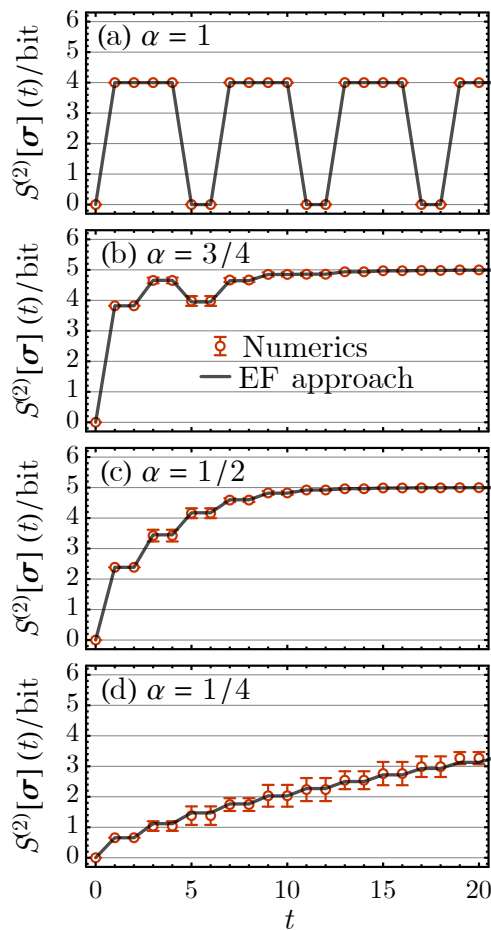 (a) α = 1
S⁽²⁾[σ](t)/bit
6
5
4
3
2
1
0
(b) α = 3/4
S⁽²⁾[σ](t)/bit
6
5
4
3
2
1
0
Numerics
EF approach
(c) α = 1/2
S⁽²⁾[σ](t)/bit
6
5
4
3
2
1
0
(d) α = 1/4
S⁽²⁾[σ](t)/bit
6
5
4
3
2
1
0
0 5 10 15 20
t